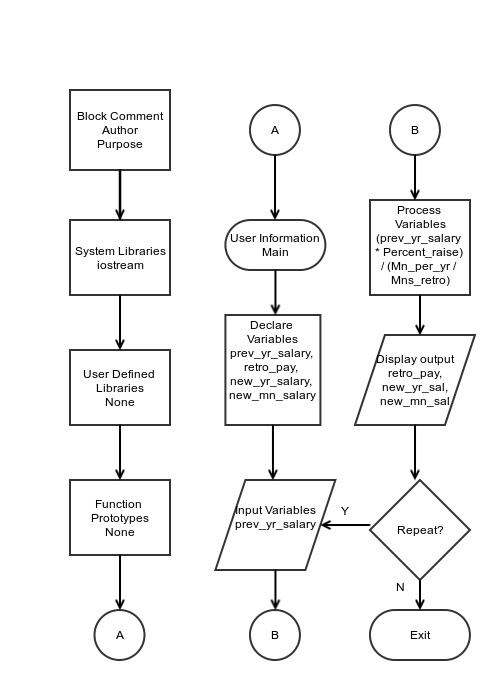 Block Comment
Author
Purpose
System Libraries
iostream
User Defined
Libraries
None
Function
Prototypes
None
A
A
User Information
Main
Declare
Variables
prev_yr_salary,
retro_pay,
new_yr_salary,
new_mn_salary
Input Variables
prev_yr_salary
B
B
Process
Variables
(prev_yr_salary
* Percent_raise)
/ (Mn_per_yr /
Mns_retro)
Display output
retro_pay,
new_yr_sal,
new_mn_sal
Repeat?
Y
N
Exit